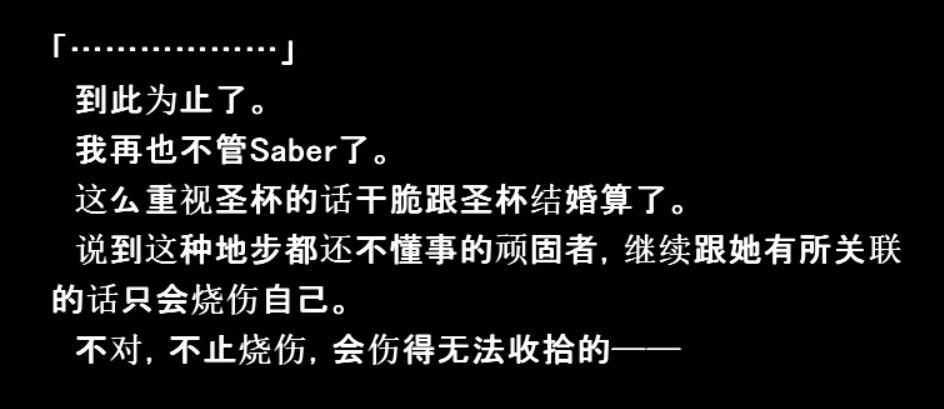 「………………」
到此为止了。
我再也不管Saber了。
这么重视圣杯的话干脆跟圣杯结婚算了。
说到这种地步都还不懂事的顽固者，继续跟她有所关联
的话只会烧伤自己。
不对，不止烧伤，会伤得无法收拾的——